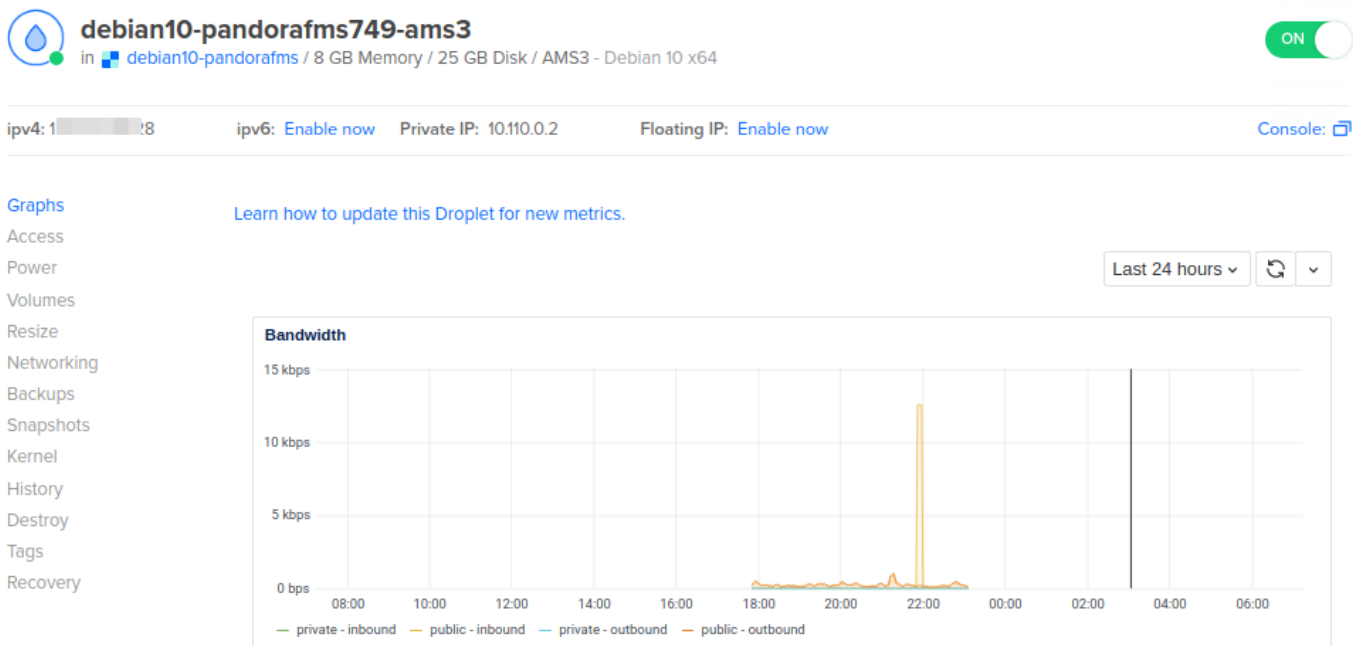 debian10-pandorafms749-ams3
in debian10-pandorafms / 8 GB Memory / 25 GB Disk / AMS3 - Debian 10 x64
ON
ipv4: 1 28 ipv6: Enable now Private IP: 10.110.0.2 Floating IP: Enable now Console:
Graphs
Access
Power
Volumes
Resize
Networking
Backups
Snapshots
Kernel
History
Destroy
Tags
Recovery
Learn how to update this Droplet for new metrics.
Last 24 hours
Bandwidth
15 kbps
10 kbps
5 kbps
0 bps
08:00 10:00 12:00 14:00 16:00 18:00 20:00 22:00 00:00 02:00 04:00 06:00
private - inbound public - inbound private - outbound public - outbound